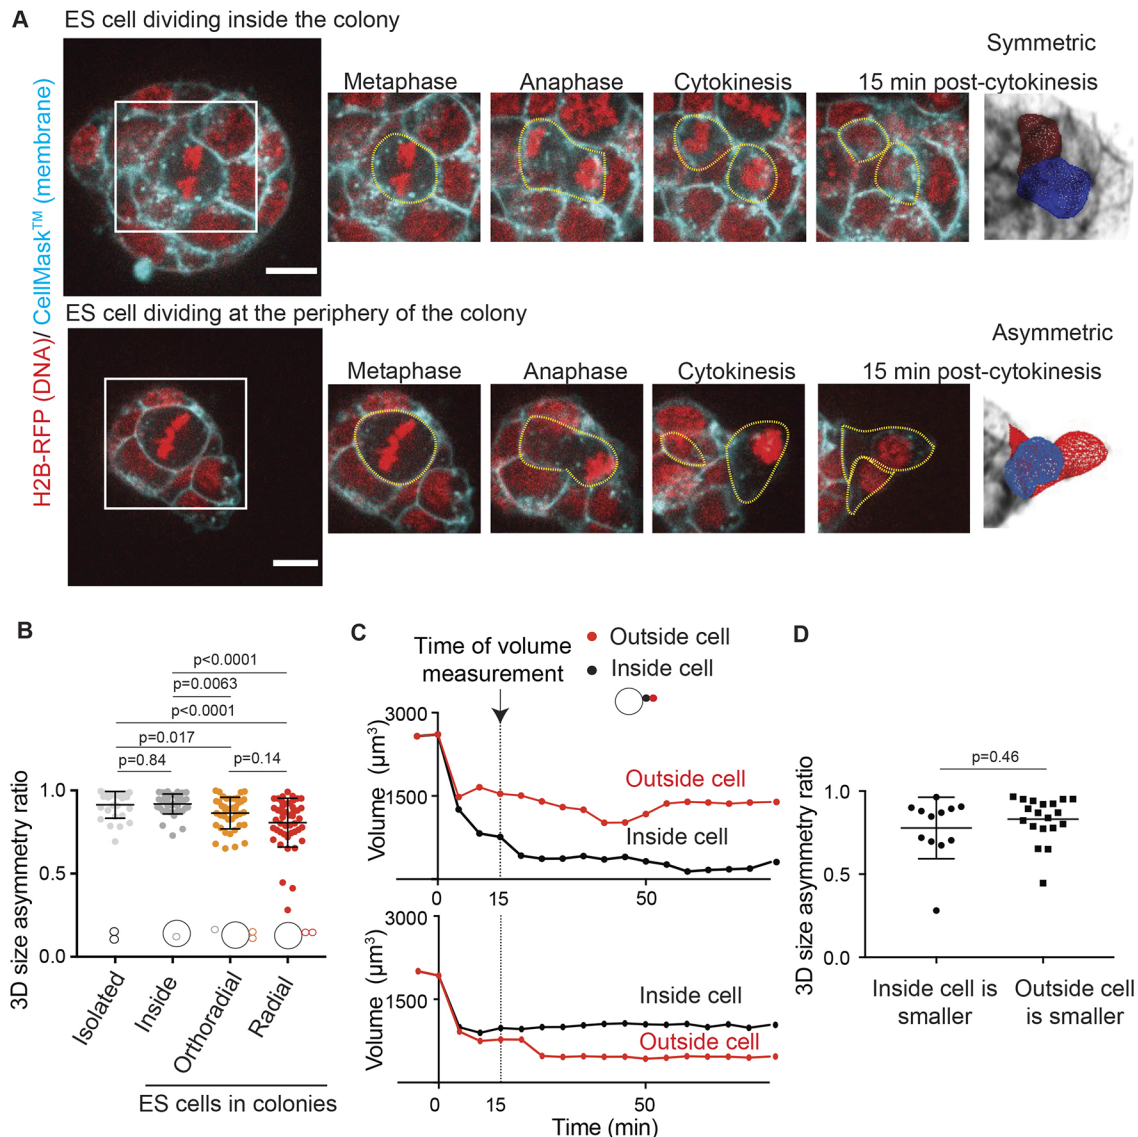 A
ES cell dividing inside the colony
H2B-RFP (DNA)/ CellMask™ (membrane)
Symmetric
Metaphase
Anaphase
Cytokinesis
15 min post-cytokinesis
ES cell dividing at the periphery of the colony
Asymmetric
Metaphase
Anaphase
Cytokinesis
15 min post-cytokinesis
B
p<0.0001
p=0.0063
p<0.0001
p=0.017
p=0.84
p=0.14
3D size asymmetry ratio
1.0
0.5
0.0
Isolated
Inside
Orthoradial
Radial
ES cells in colonies
C
Time of volume
measurement
Outside cell
Inside cell
Volume (µm³)
3000
1500
Outside cell
Inside cell
0
15
50
Volume (µm³)
3000
1500
Inside cell
Outside cell
0
15
50
Time (min)
D
p=0.46
3D size asymmetry ratio
1.0
0.5
0.0
Inside cell is
smaller
Outside cell
is smaller